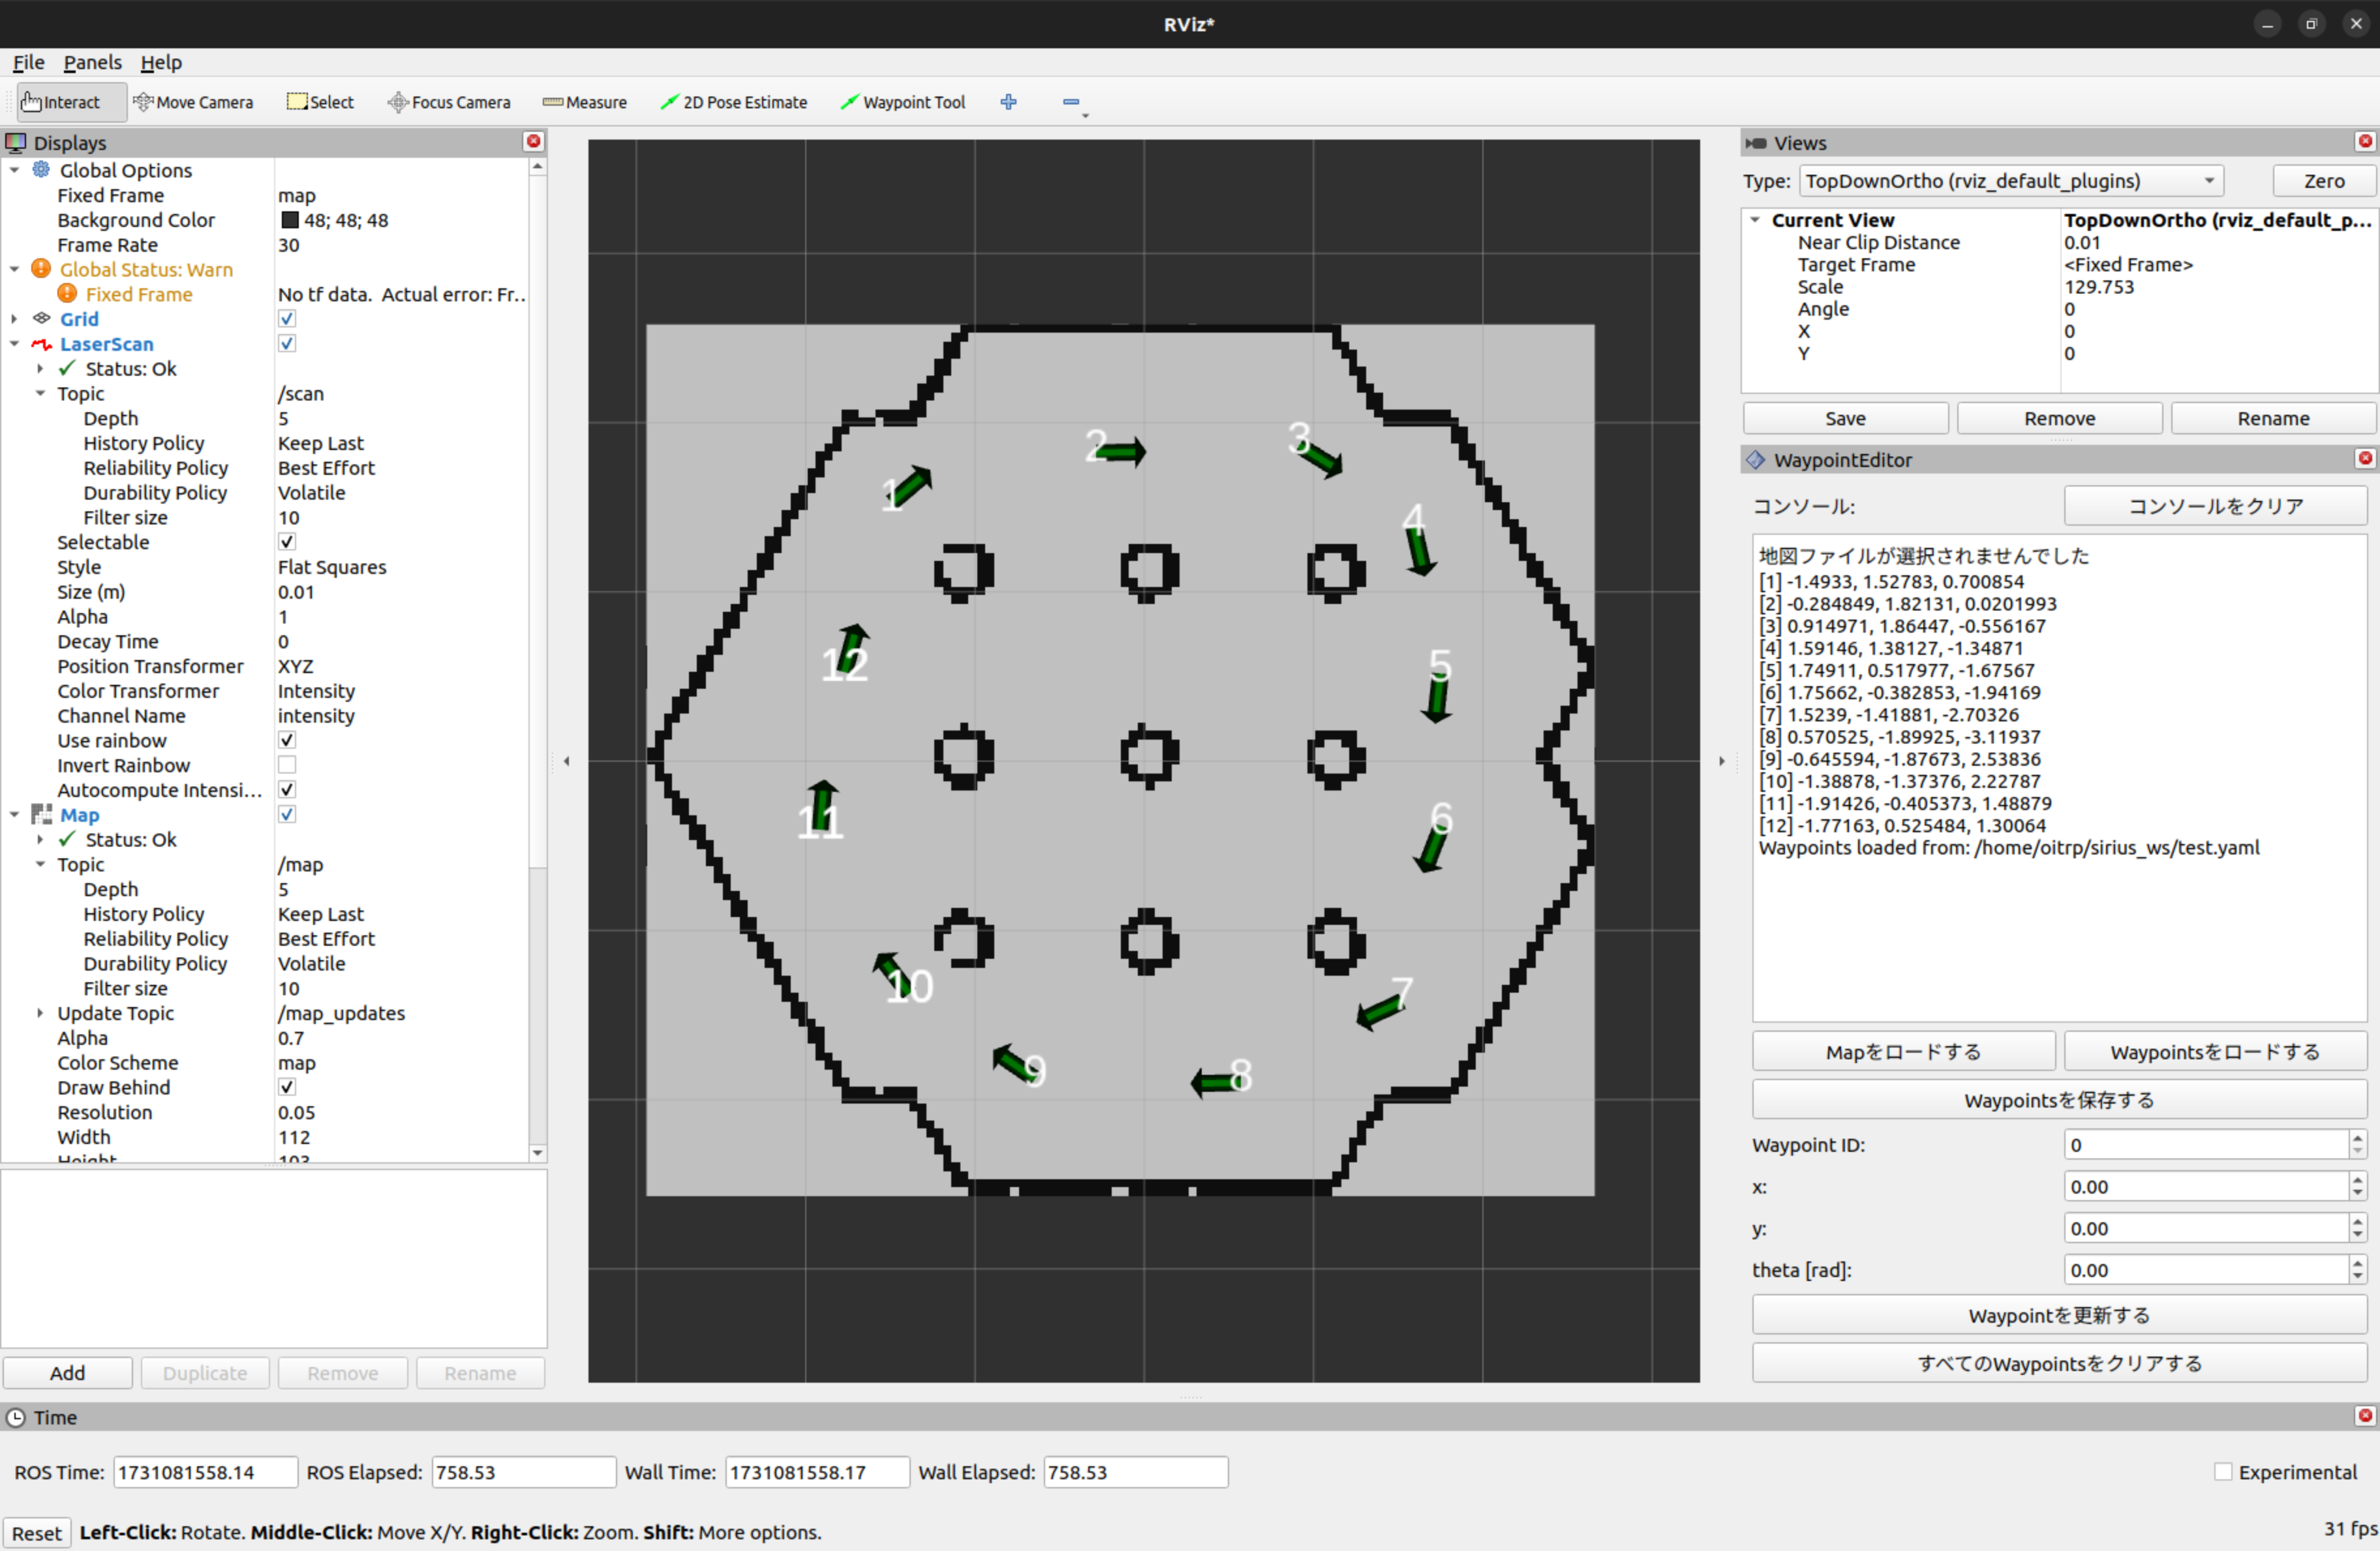 RViz*
File Panels Help
Interact Move Camera Select Focus Camera Measure 2D Pose Estimate Waypoint Tool
Displays
Global Options
Fixed Frame map
Background Color 48; 48; 48
Frame Rate 30
Global Status: Warn
Fixed Frame No tf data. Actual error: Fr...
Grid
LaserScan
Status: Ok
Topic /scan
Depth 5
History Policy Keep Last
Reliability Policy Best Effort
Durability Policy Volatile
Filter size 10
Selectable
Style Flat Squares
Size (m) 0.01
Alpha 1
Decay Time 0
Position Transformer XYZ
Color Transformer Intensity
Channel Name intensity
Use rainbow
Invert Rainbow
Autocompute Intensi...
Map
Status: Ok
Topic /map
Depth 5
History Policy Keep Last
Reliability Policy Best Effort
Durability Policy Volatile
Filter size 10
Update Topic /map_updates
Alpha 0.7
Color Scheme map
Draw Behind
Resolution 0.05
Width 112
Height 103
Add Duplicate Remove Rename
1
2
3
4
5
6
7
8
9
10
11
12
Views
Type: TopDownOrtho (rviz_default_plugins) Zero
Current View TopDownOrtho (rviz_default_p...
Near Clip Distance 0.01
Target Frame <Fixed Frame>
Scale 129.753
Angle 0
X 0
Y 0
Save Remove Rename
WaypointEditor
コンソール: コンソールをクリア
地図ファイルが選択されませんでした
[1] -1.4933, 1.52783, 0.700854
[2] -0.284849, 1.82131, 0.0201993
[3] 0.914971, 1.86447, -0.556167
[4] 1.59146, 1.38127, -1.34871
[5] 1.74911, 0.517977, -1.67567
[6] 1.75662, -0.382853, -1.94169
[7] 1.5239, -1.41881, -2.70326
[8] 0.570525, -1.89925, -3.11937
[9] -0.645594, -1.87673, 2.53836
[10] -1.38878, -1.37376, 2.22787
[11] -1.91426, -0.405373, 1.48879
[12] -1.77163, 0.525484, 1.30064
Waypoints loaded from: /home/oitrp/sirius_ws/test.yaml
Mapをロードする Waypointsをロードする
Waypointsを保存する
Waypoint ID: 0
x: 0.00
y: 0.00
theta [rad]: 0.00
Waypointを更新する
すべてのWaypointsをクリアする
Time
ROS Time: 1731081558.14 ROS Elapsed: 758.53 Wall Time: 1731081558.17 Wall Elapsed: 758.53 Experimental
Reset Left-Click: Rotate. Middle-Click: Move X/Y. Right-Click: Zoom. Shift: More options. 31 fps